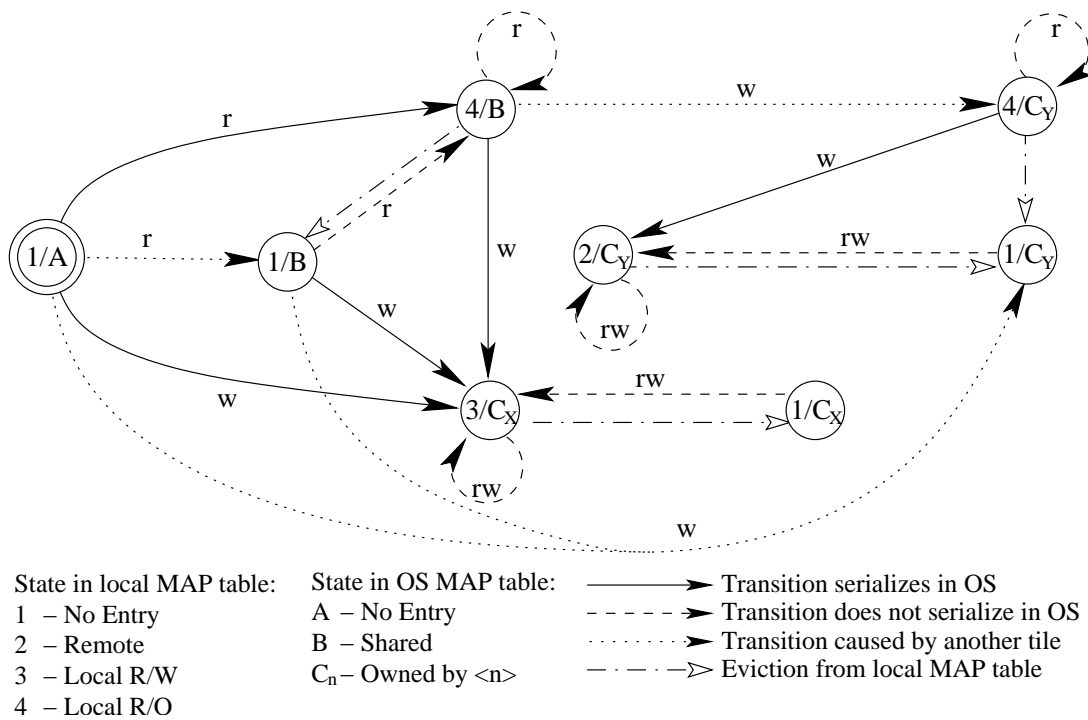 r
r
4/B
w
4/C_Y
r
w
r
r
w
1/A
1/B
2/C_Y
rw
1/C_Y
w
rw
w
3/C_X
rw
1/C_X
rw
w
State in local MAP table:
1 – No Entry
2 – Remote
3 – Local R/W
4 – Local R/O
State in OS MAP table:
A – No Entry
B – Shared
C_n – Owned by <n>
Transition serializes in OS
Transition does not serialize in OS
Transition caused by another tile
Eviction from local MAP table